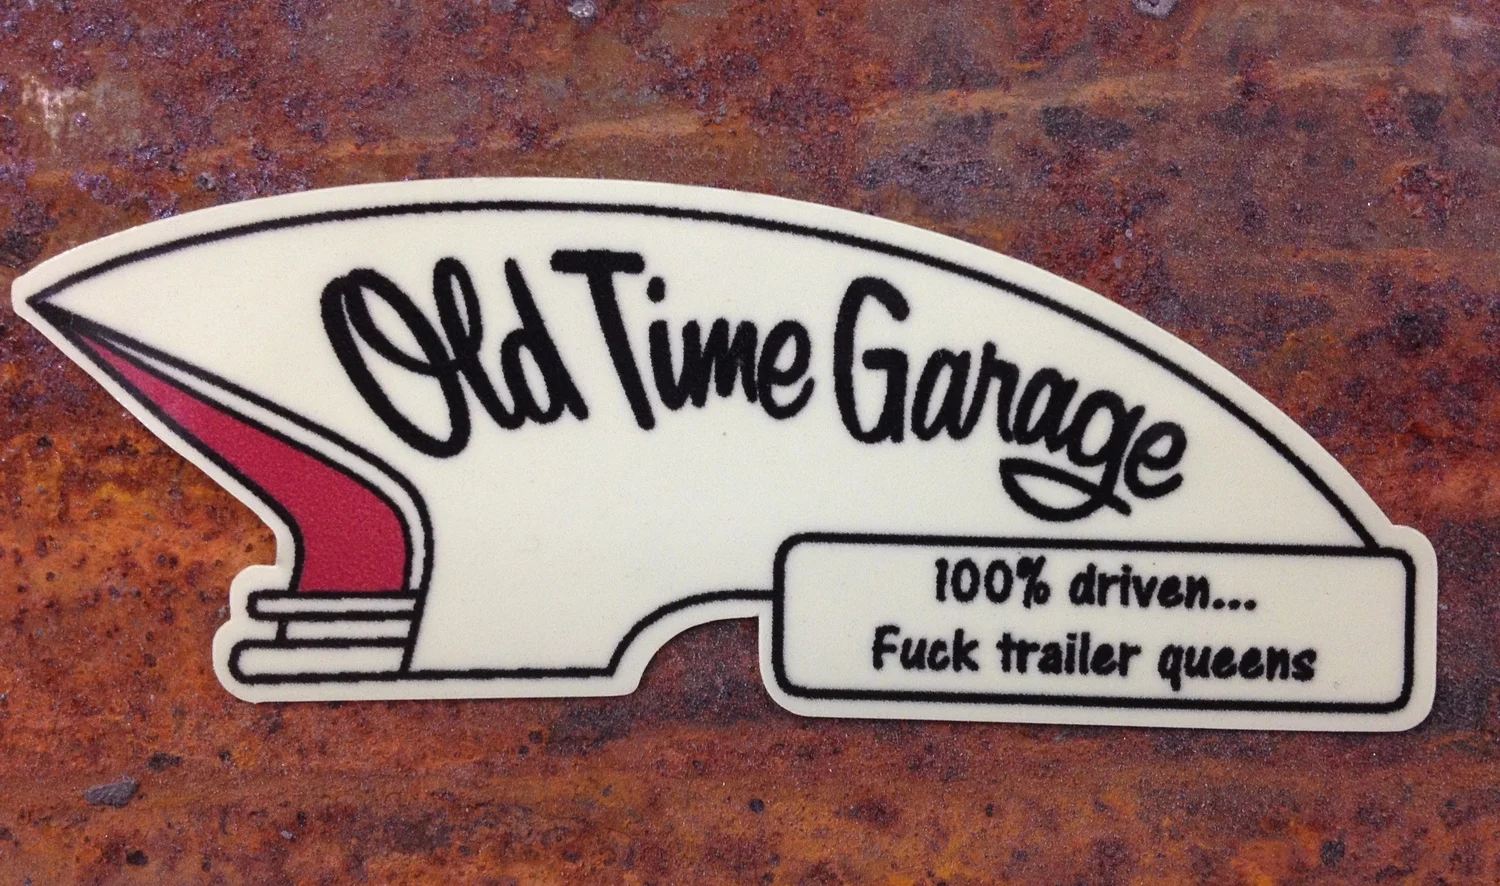 Old Time Garage
100% driven...
Fuck trailer queens